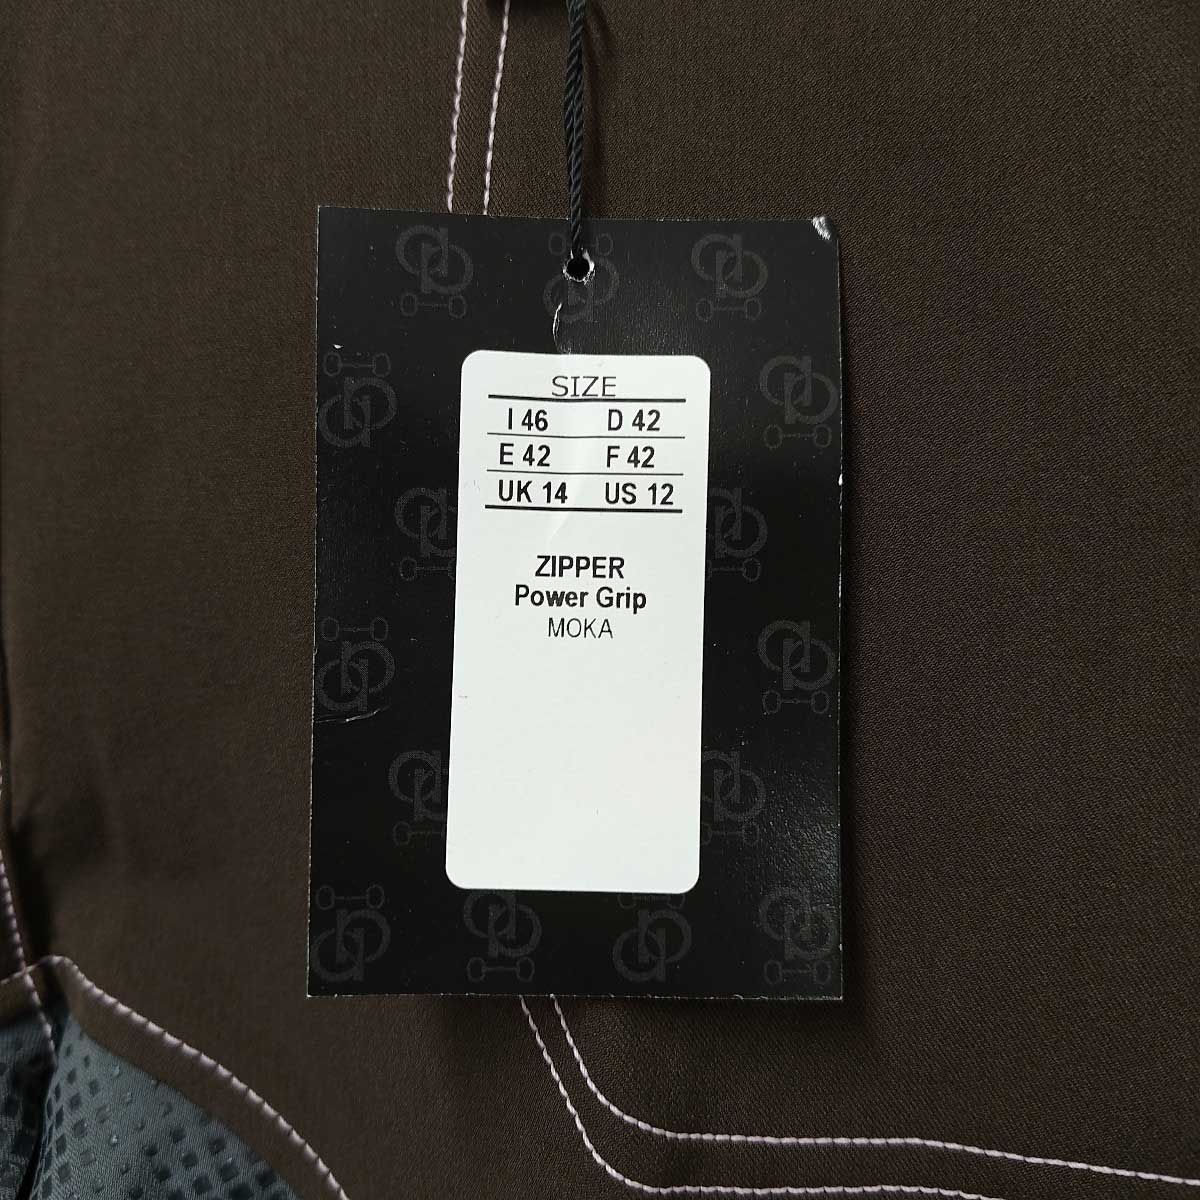 SIZE
I 46 D 42
E 42 F 42
UK 14 US 12
ZIPPER
Power Grip
MOKA